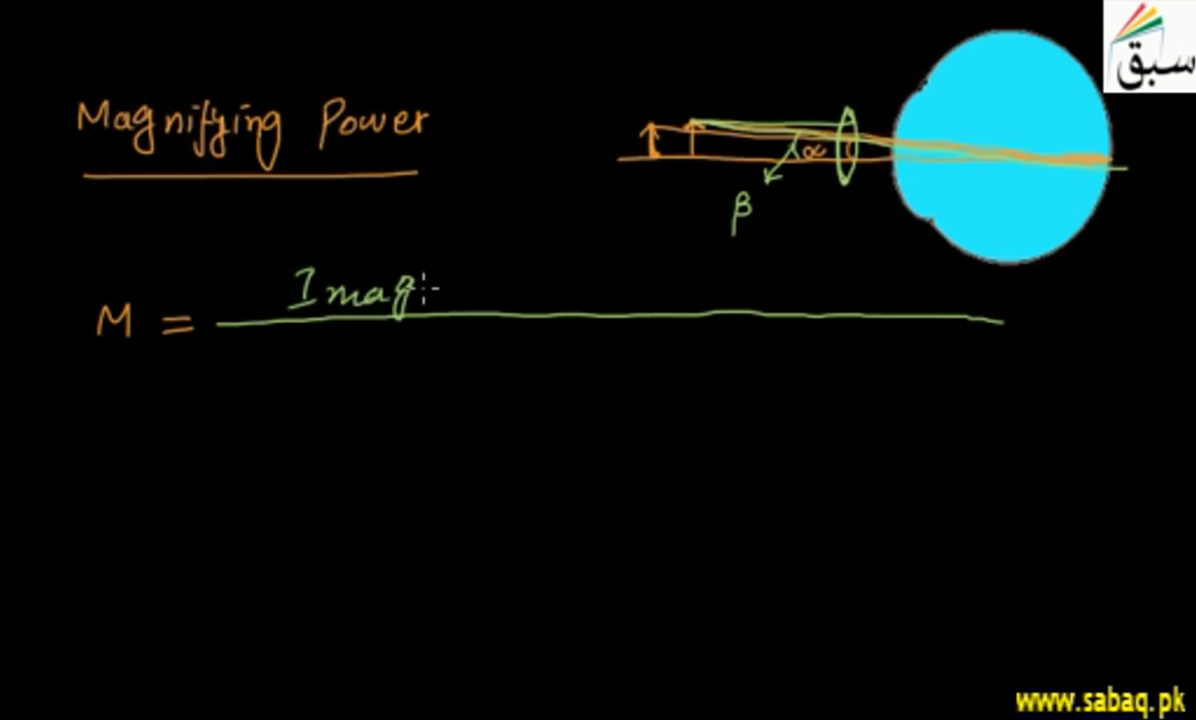 سبق
Magnifying Power
α
β
Imag
M =
www.sabaq.pk